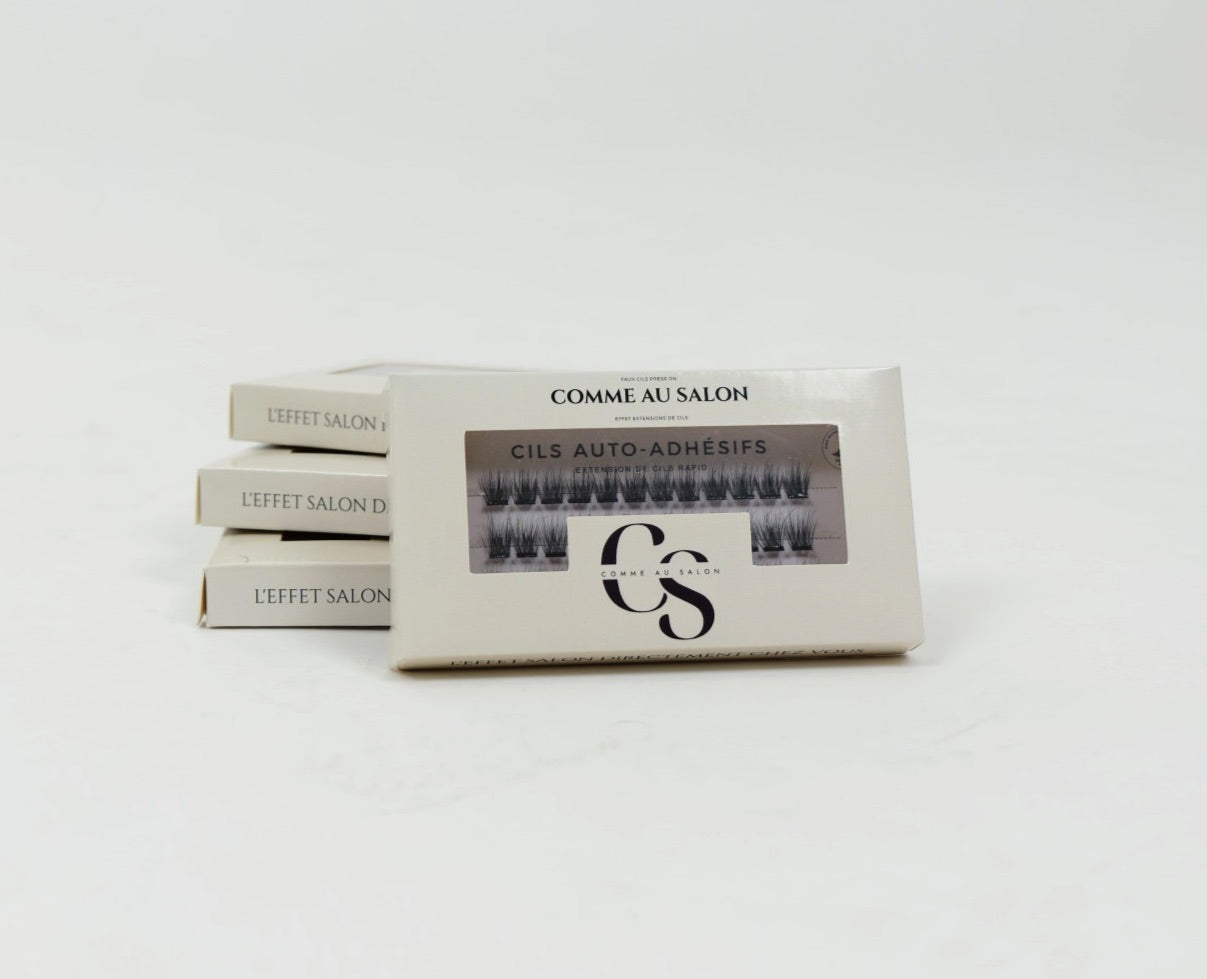 FAUX CILS PRESS ON
COMME AU SALON
EFFET EXTENSIONS DE CILS
CILS AUTO-ADHÉSIFS
EXTENSION DE CILS RAPID
CS
COMME AU SALON
L'EFFET SALON DIRECTEMENT CHEZ VOUS
L'EFFET SALON
L'EFFET SALON D
L'EFFET SALON